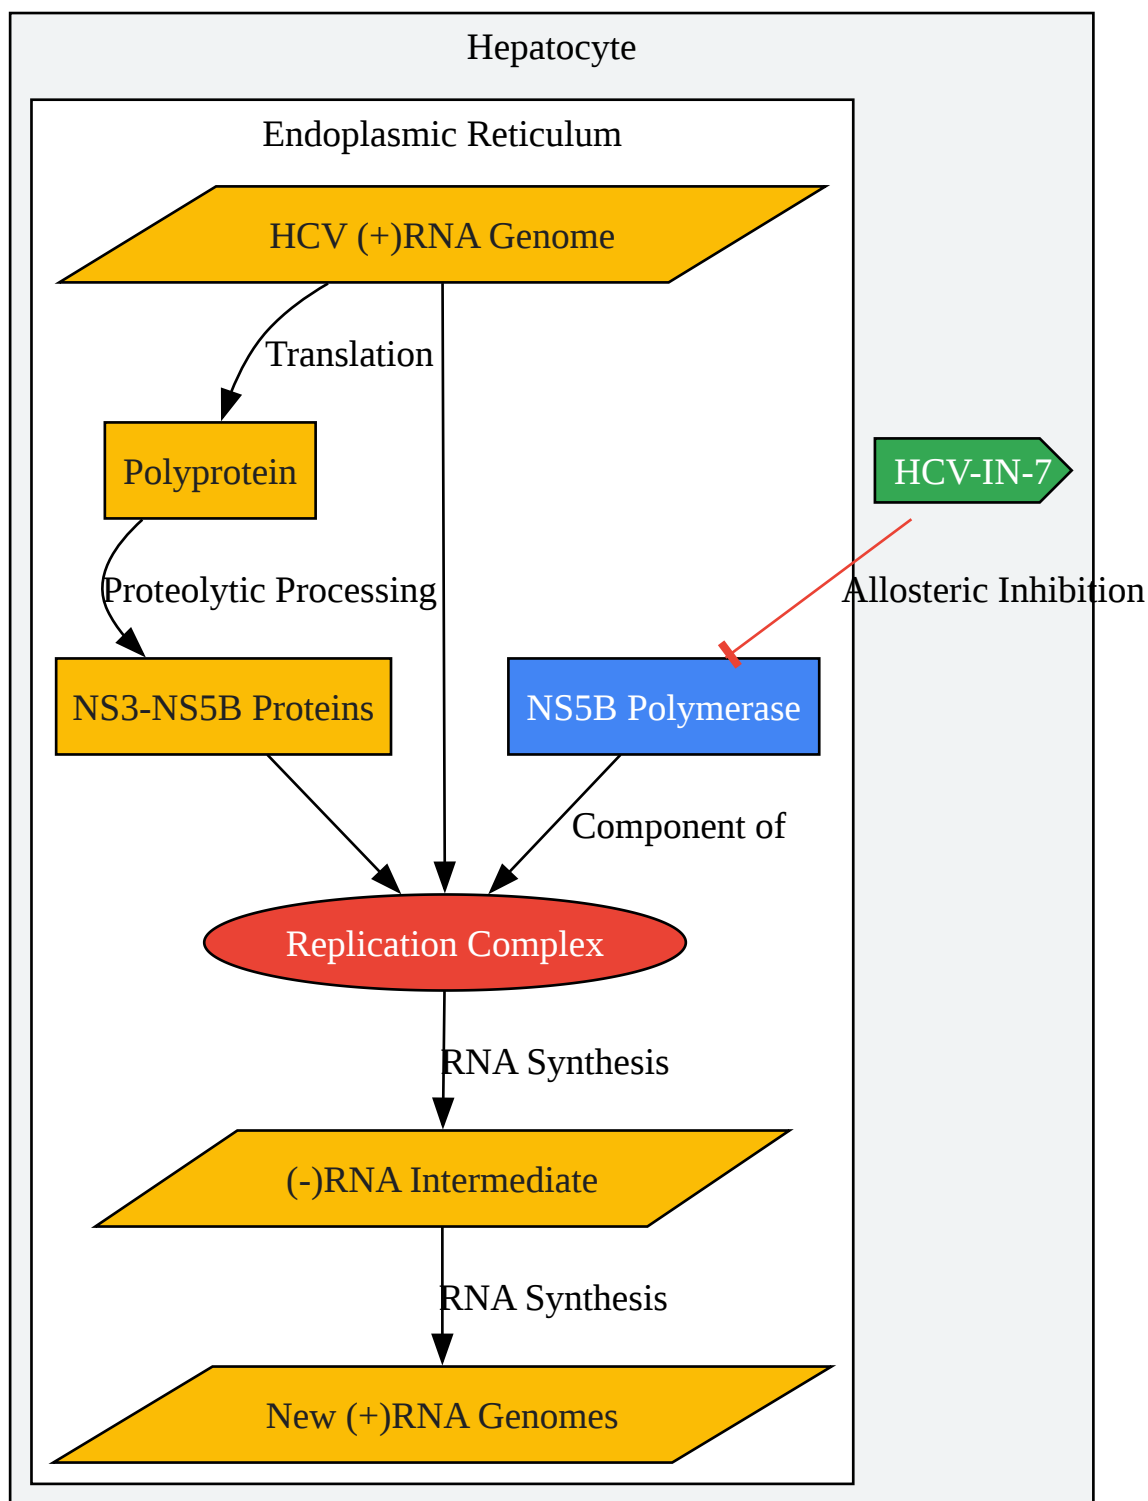 Hepatocyte
Endoplasmic Reticulum
HCV (+)RNA Genome
Translation
Polyprotein
HCV-IN-7
Proteolytic Processing
Allosteric Inhibition
NS3-NS5B Proteins
NS5B Polymerase
Component of
Replication Complex
RNA Synthesis
(-)RNA Intermediate
RNA Synthesis
New (+)RNA Genomes